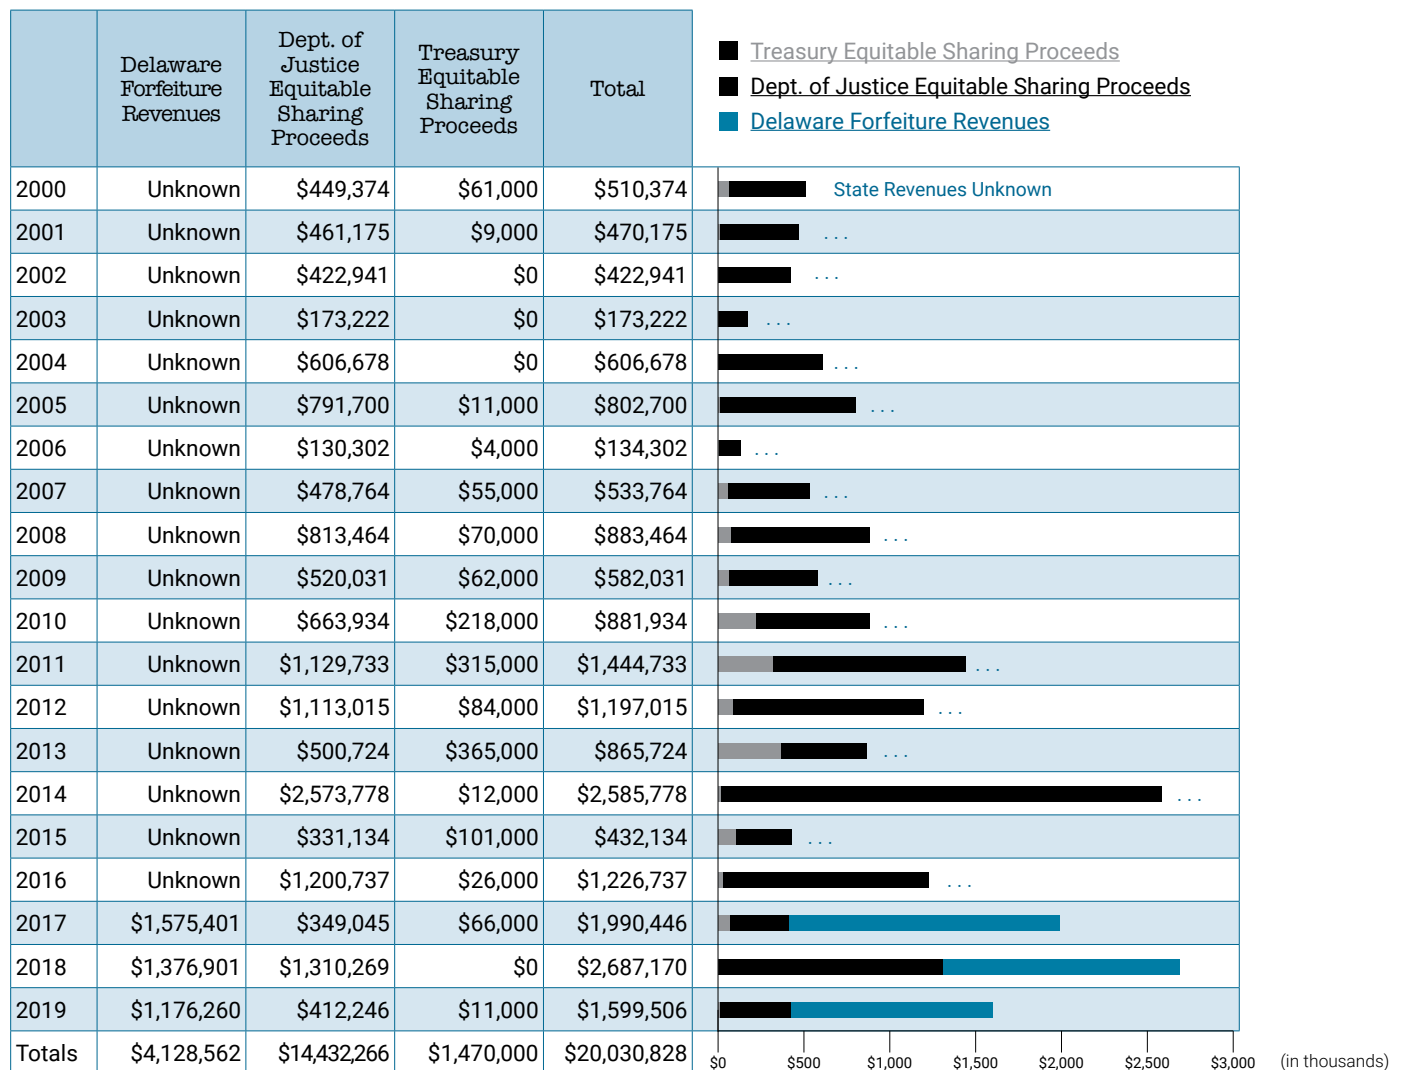 Delaware
Forfeiture
Revenues
Dept. of
Justice
Equitable
Sharing
Proceeds
Treasury
Equitable
Sharing
Proceeds
Total
Treasury Equitable Sharing Proceeds
Dept. of Justice Equitable Sharing Proceeds
Delaware Forfeiture Revenues
2000 Unknown $449,374 $61,000 $510,374 State Revenues Unknown
2001 Unknown $461,175 $9,000 $470,175 ...
2002 Unknown $422,941 $0 $422,941 ...
2003 Unknown $173,222 $0 $173,222 ...
2004 Unknown $606,678 $0 $606,678 ...
2005 Unknown $791,700 $11,000 $802,700 ...
2006 Unknown $130,302 $4,000 $134,302 ...
2007 Unknown $478,764 $55,000 $533,764 ...
2008 Unknown $813,464 $70,000 $883,464 ...
2009 Unknown $520,031 $62,000 $582,031 ...
2010 Unknown $663,934 $218,000 $881,934 ...
2011 Unknown $1,129,733 $315,000 $1,444,733 ...
2012 Unknown $1,113,015 $84,000 $1,197,015 ...
2013 Unknown $500,724 $365,000 $865,724 ...
2014 Unknown $2,573,778 $12,000 $2,585,778 ...
2015 Unknown $331,134 $101,000 $432,134 ...
2016 Unknown $1,200,737 $26,000 $1,226,737 ...
2017 $1,575,401 $349,045 $66,000 $1,990,446
2018 $1,376,901 $1,310,269 $0 $2,687,170
2019 $1,176,260 $412,246 $11,000 $1,599,506
Totals $4,128,562 $14,432,266 $1,470,000 $20,030,828
$0 $500 $1,000 $1,500 $2,000 $2,500 $3,000 (in thousands)